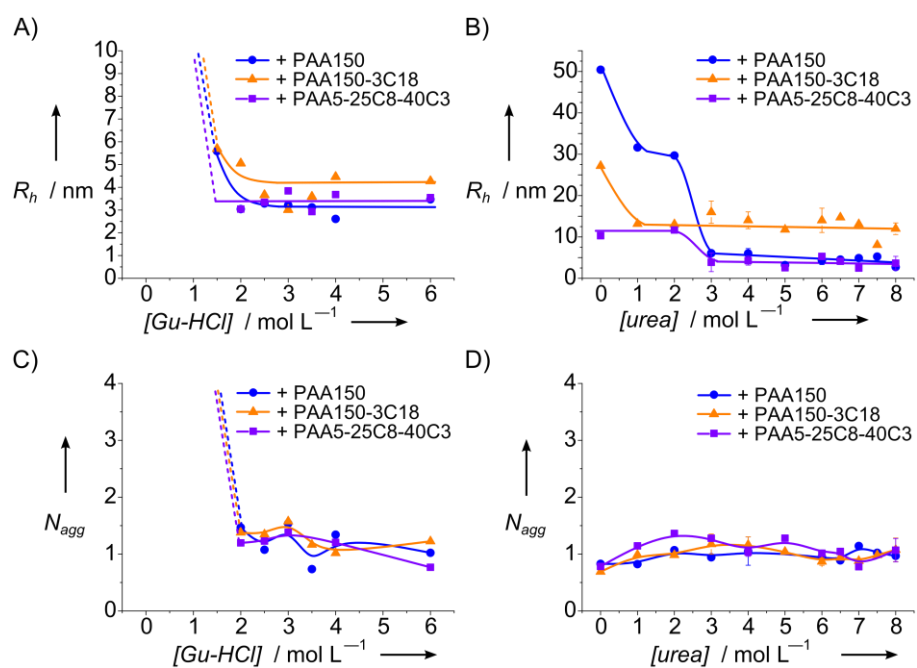 A)
+ PAA150
+ PAA150-3C18
+ PAA5-25C8-40C3
10
9
8
7
6
5
4
3
2
1
0
R_h / nm
0 1 2 3 4 5 6
[Gu-HCl] / mol L⁻¹
B)
+ PAA150
+ PAA150-3C18
+ PAA5-25C8-40C3
50
40
30
20
10
0
R_h / nm
0 1 2 3 4 5 6 7 8
[urea] / mol L⁻¹
C)
+ PAA150
+ PAA150-3C18
+ PAA5-25C8-40C3
4
3
2
1
0
N_agg
0 1 2 3 4 5 6
[Gu-HCl] / mol L⁻¹
D)
+ PAA150
+ PAA150-3C18
+ PAA5-25C8-40C3
4
3
2
1
0
N_agg
0 1 2 3 4 5 6 7 8
[urea] / mol L⁻¹